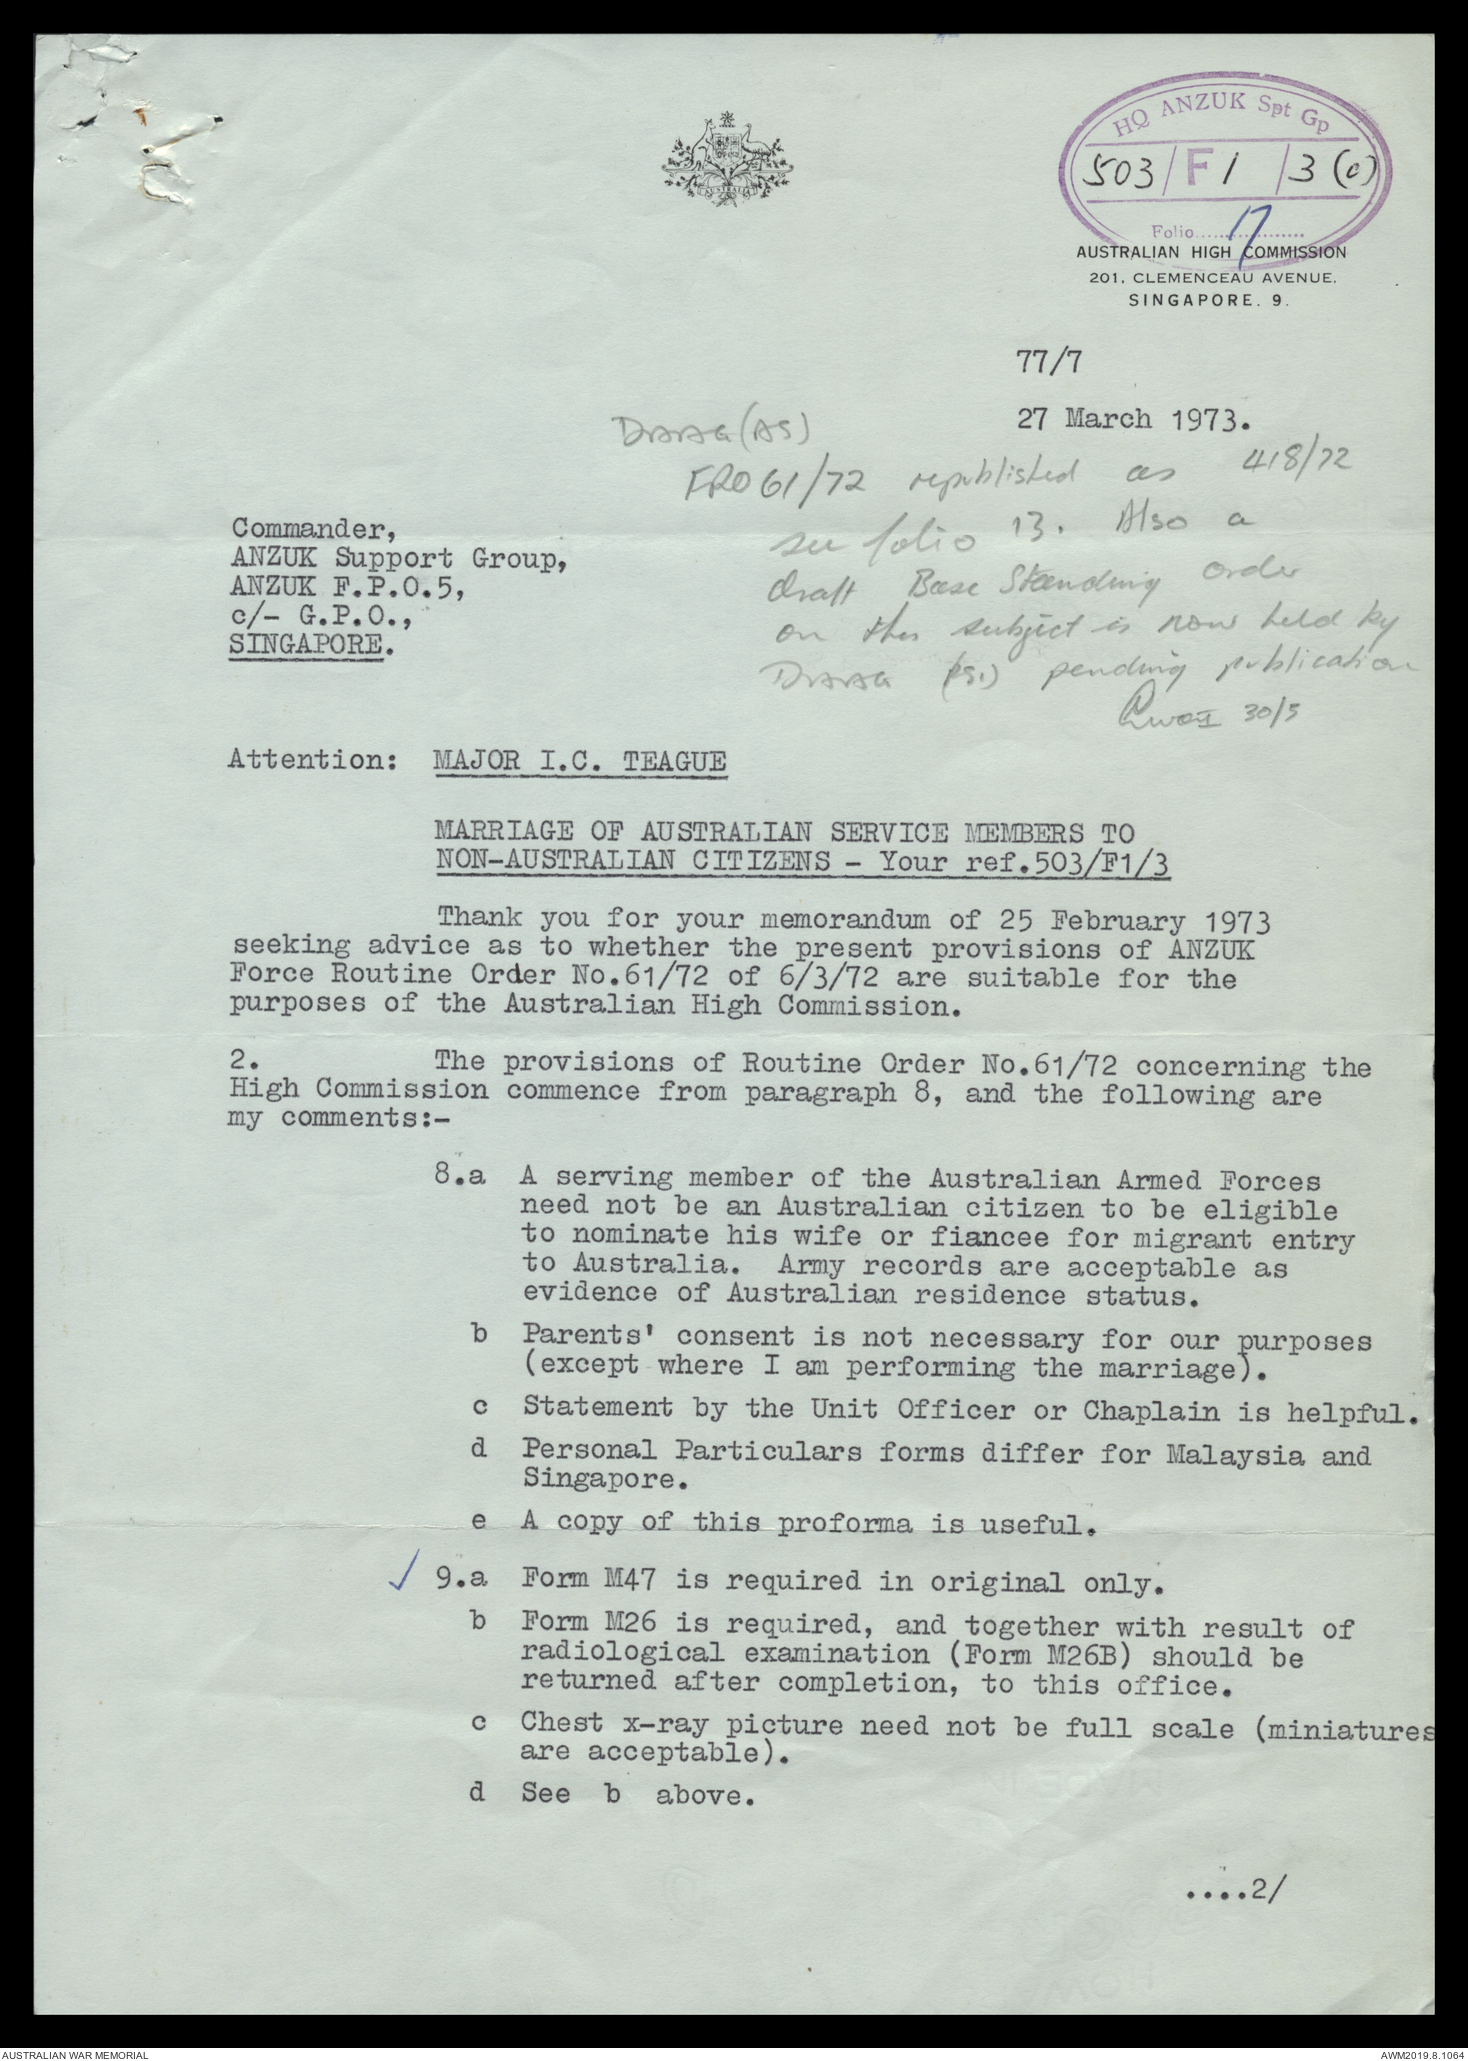 HQ ANZUK Spt Gp
503/F1/3(c)
Folio 17
AUSTRALIAN HIGH COMMISSION
201, CLEMENCEAU AVENUE,
SINGAPORE. 9.
77/7
27 March 1973.
DAAG (AS)
FRO 61/72 republished as 418/72
see folio 13. Also a
draft Base Standing Order
on this subject is now held by
DAAG pending publication
30/3
Commander,
ANZUK Support Group,
ANZUK F.P.O.5,
c/- G.P.O.,
SINGAPORE.
Attention: MAJOR I.C. TEAGUE
MARRIAGE OF AUSTRALIAN SERVICE MEMBERS TO
NON-AUSTRALIAN CITIZENS - Your ref.503/F1/3
Thank you for your memorandum of 25 February 1973
seeking advice as to whether the present provisions of ANZUK
Force Routine Order No.61/72 of 6/3/72 are suitable for the
purposes of the Australian High Commission.
2. The provisions of Routine Order No.61/72 concerning the
High Commission commence from paragraph 8, and the following are
my comments:-
8.a A serving member of the Australian Armed Forces
need not be an Australian citizen to be eligible
to nominate his wife or fiancee for migrant entry
to Australia. Army records are acceptable as
evidence of Australian residence status.
b Parents' consent is not necessary for our purposes
(except where I am performing the marriage).
c Statement by the Unit Officer or Chaplain is helpful.
d Personal Particulars forms differ for Malaysia and
Singapore.
e A copy of this proforma is useful.
✓ 9.a Form M47 is required in original only.
b Form M26 is required, and together with result of
radiological examination (Form M26B) should be
returned after completion, to this office.
c Chest x-ray picture need not be full scale (miniatures
are acceptable).
d See b above.
....2/
AUSTRALIAN WAR MEMORIAL
AWM2019.8.1064